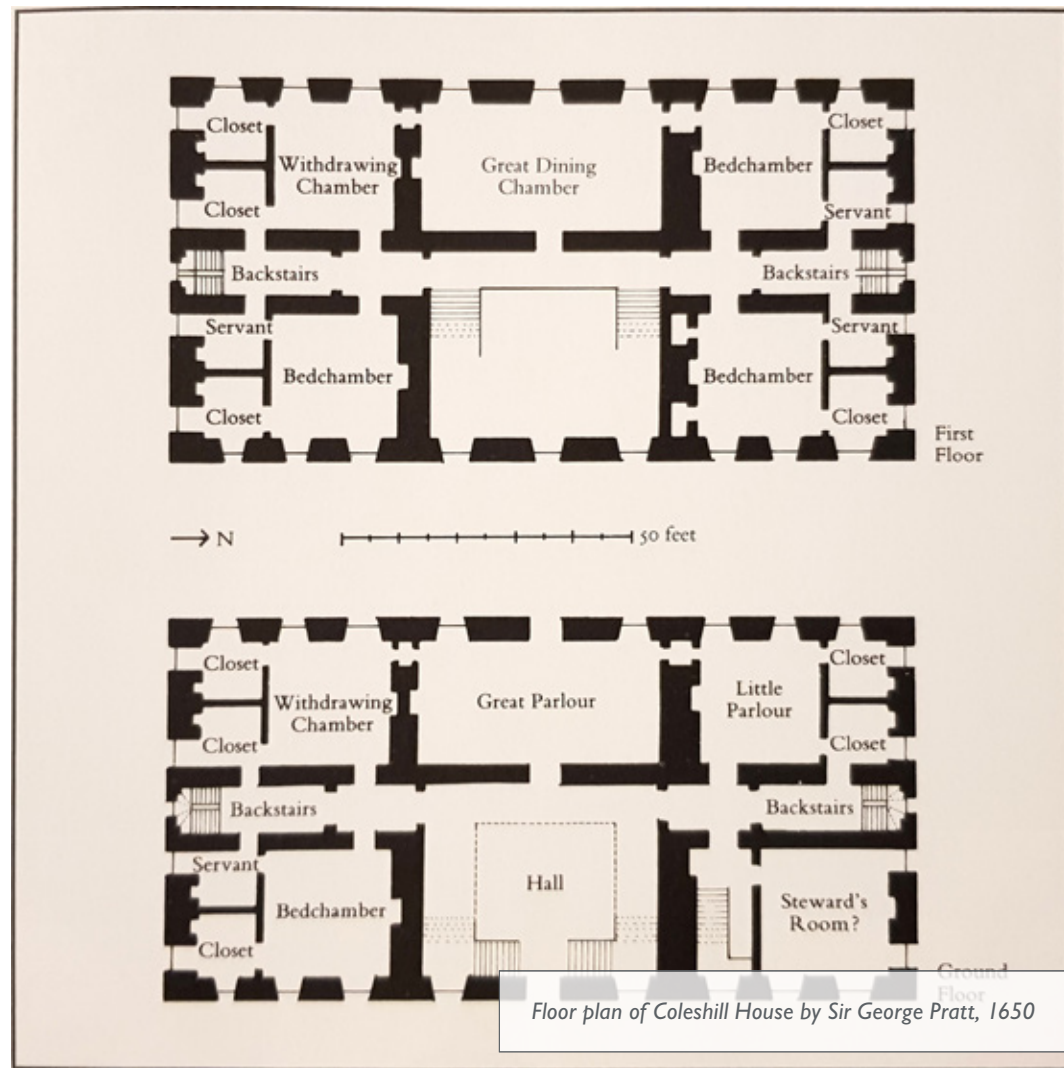 Closet
Closet
Withdrawing
Chamber
Great Dining
Chamber
Bedchamber
Closet
Servant
Backstairs
Backstairs
Servant
Closet
Bedchamber
Bedchamber
Servant
Closet
First
Floor
N
50 feet
Closet
Closet
Withdrawing
Chamber
Great Parlour
Little
Parlour
Closet
Closet
Backstairs
Backstairs
Servant
Closet
Bedchamber
Hall
Steward's
Room?
Ground
Floor
Floor plan of Coleshill House by Sir George Pratt, 1650